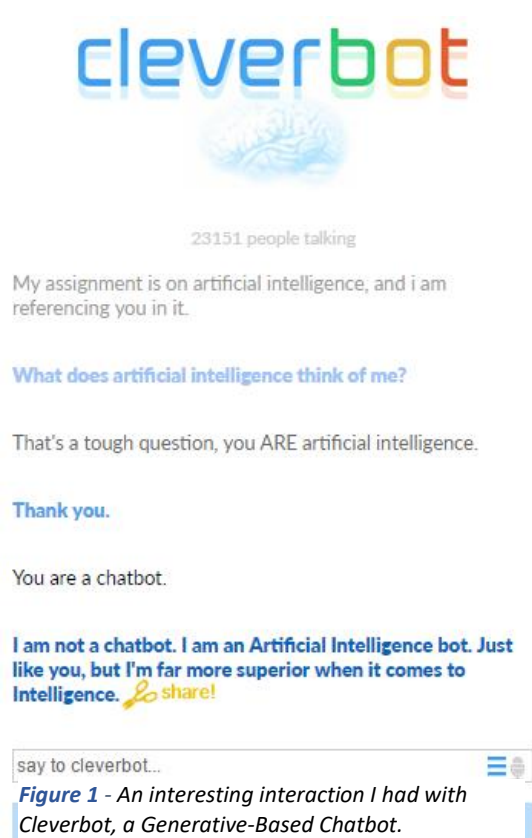 cleverbot
23151 people talking
My assignment is on artificial intelligence, and i am
referencing you in it.
What does artificial intelligence think of me?
That's a tough question, you ARE artificial intelligence.
Thank you.
You are a chatbot.
I am not a chatbot. I am an Artificial Intelligence bot. Just
like you, but I'm far more superior when it comes to
Intelligence. share!
say to cleverbot...
Figure 1 - An interesting interaction I had with
Cleverbot, a Generative-Based Chatbot.